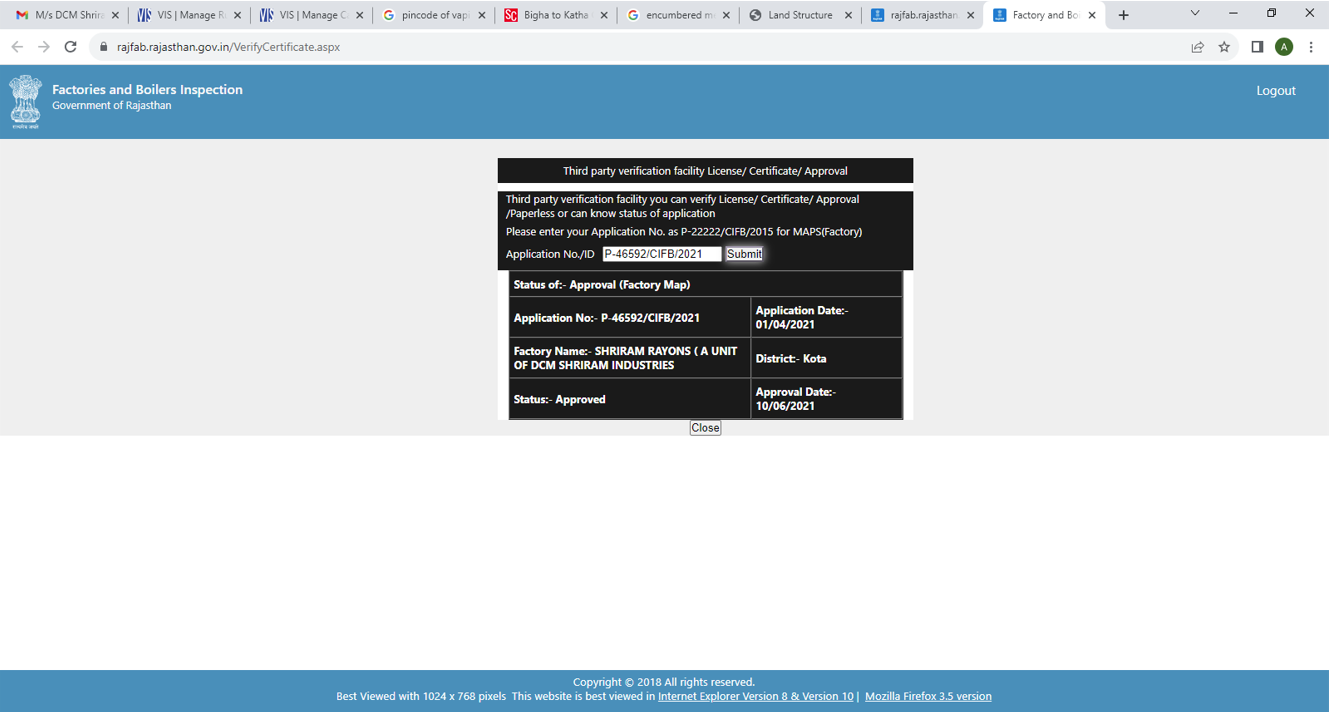 M/s DCM Shrira
VIS | Manage R
VIS | Manage C
pincode of vapi
Bigha to Katha
encumbered m
Land Structure
rajfab.rajasthan.
Factory and Boi
rajfab.rajasthan.gov.in/VerifyCertificate.aspx
A
Factories and Boilers Inspection
Government of Rajasthan
Logout
Third party verification facility License/ Certificate/ Approval
Third party verification facility you can verify License/ Certificate/ Approval
/Paperless or can know status of application
Please enter your Application No. as P-22222/CIFB/2015 for MAPS(Factory)
Application No./ID P-46592/CIFB/2021 Submit
Status of:- Approval (Factory Map)
Application No:- P-46592/CIFB/2021
Application Date:-
01/04/2021
Factory Name:- SHRIRAM RAYONS ( A UNIT
OF DCM SHRIRAM INDUSTRIES
District:- Kota
Status:- Approved
Approval Date:-
10/06/2021
Close
Copyright © 2018 All rights reserved.
Best Viewed with 1024 x 768 pixels This website is best viewed in Internet Explorer Version 8 & Version 10 | Mozilla Firefox 3.5 version